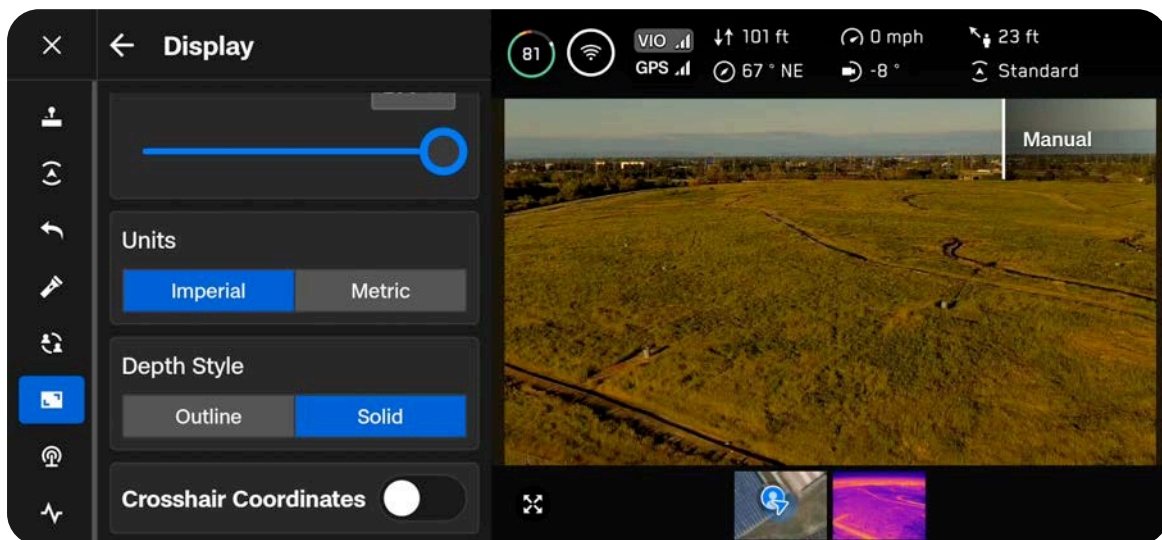 Display
Units
Imperial Metric
Depth Style
Outline Solid
Crosshair Coordinates
81
VIO
GPS
101 ft
67 ° NE
0 mph
-8 °
23 ft
Standard
Manual